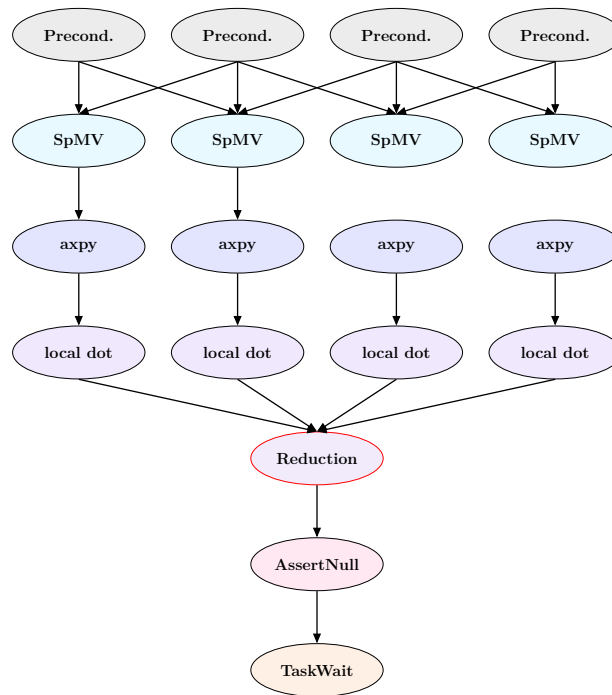 Precond. Precond. Precond. Precond.
SpMV SpMV SpMV SpMV
axpy axpy axpy axpy
local dot local dot local dot local dot
Reduction
AssertNull
TaskWait